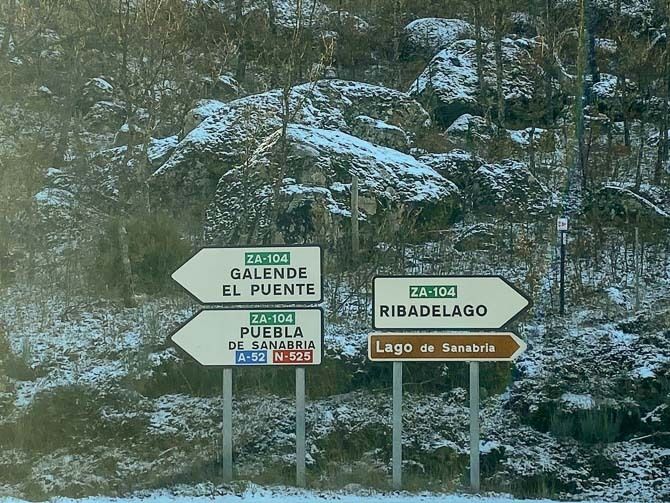 ZA-104
GALENDE
EL PUENTE
ZA-104
PUEBLA
DE SANABRIA
A-52 N-525
ZA-104
RIBADELAGO
Lago de Sanabria